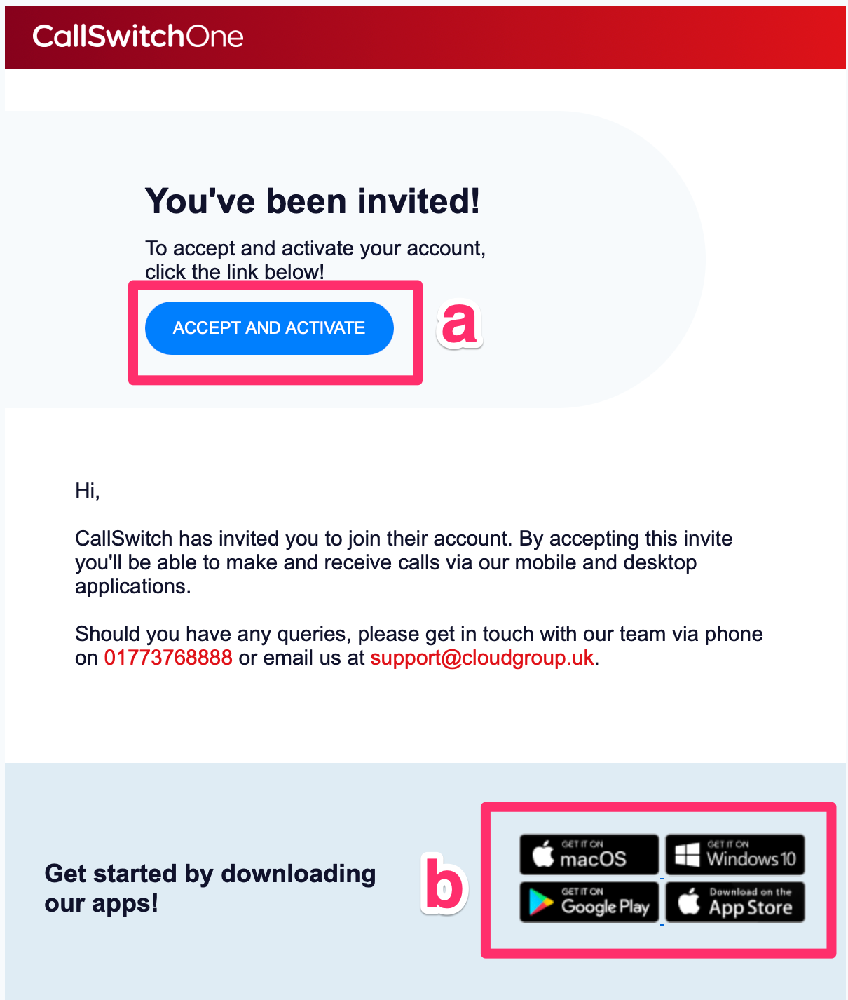 CallSwitchOne
You've been invited!
To accept and activate your account,
click the link below!
ACCEPT AND ACTIVATE
a
Hi,
CallSwitch has invited you to join their account. By accepting this invite
you'll be able to make and receive calls via our mobile and desktop
applications.
Should you have any queries, please get in touch with our team via phone
on 01773768888 or email us at support@cloudgroup.uk.
Get started by downloading
our apps!
b
GET IT ON
macOS
GET IT ON
Windows10
GET IT ON
Google Play
Download on the
App Store